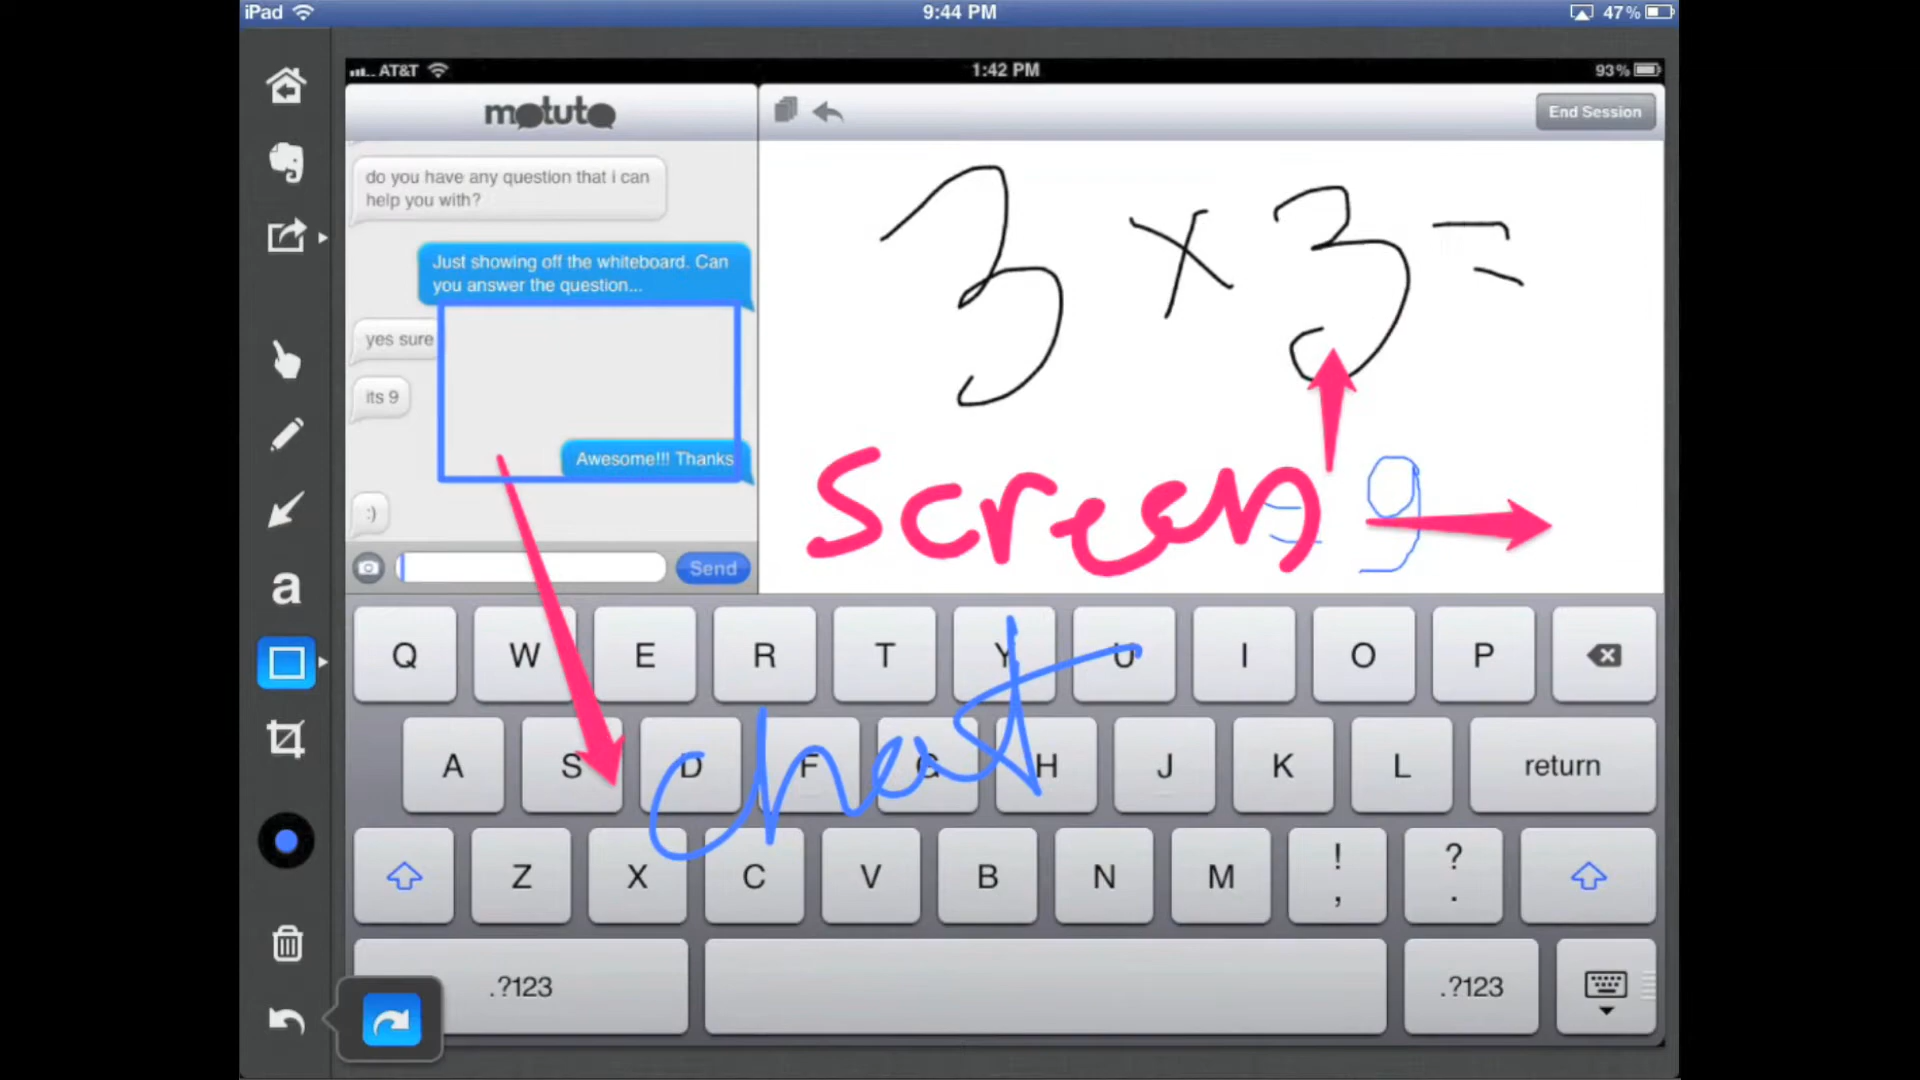 iPad 9:44 PM 47%
AT&T 1:42 PM 93%
motuto End Session
do you have any question that i can
help you with?
Just showing off the whiteboard. Can
you answer the question...
yes sure
its 9
Awesome!!! Thanks
:)
Send
3 x 3 =
= 9
screen
a
Q W E R T Y U I O P
A S D F G H J K L return
Z X C V B N M ! , ? .
.?123 .?123